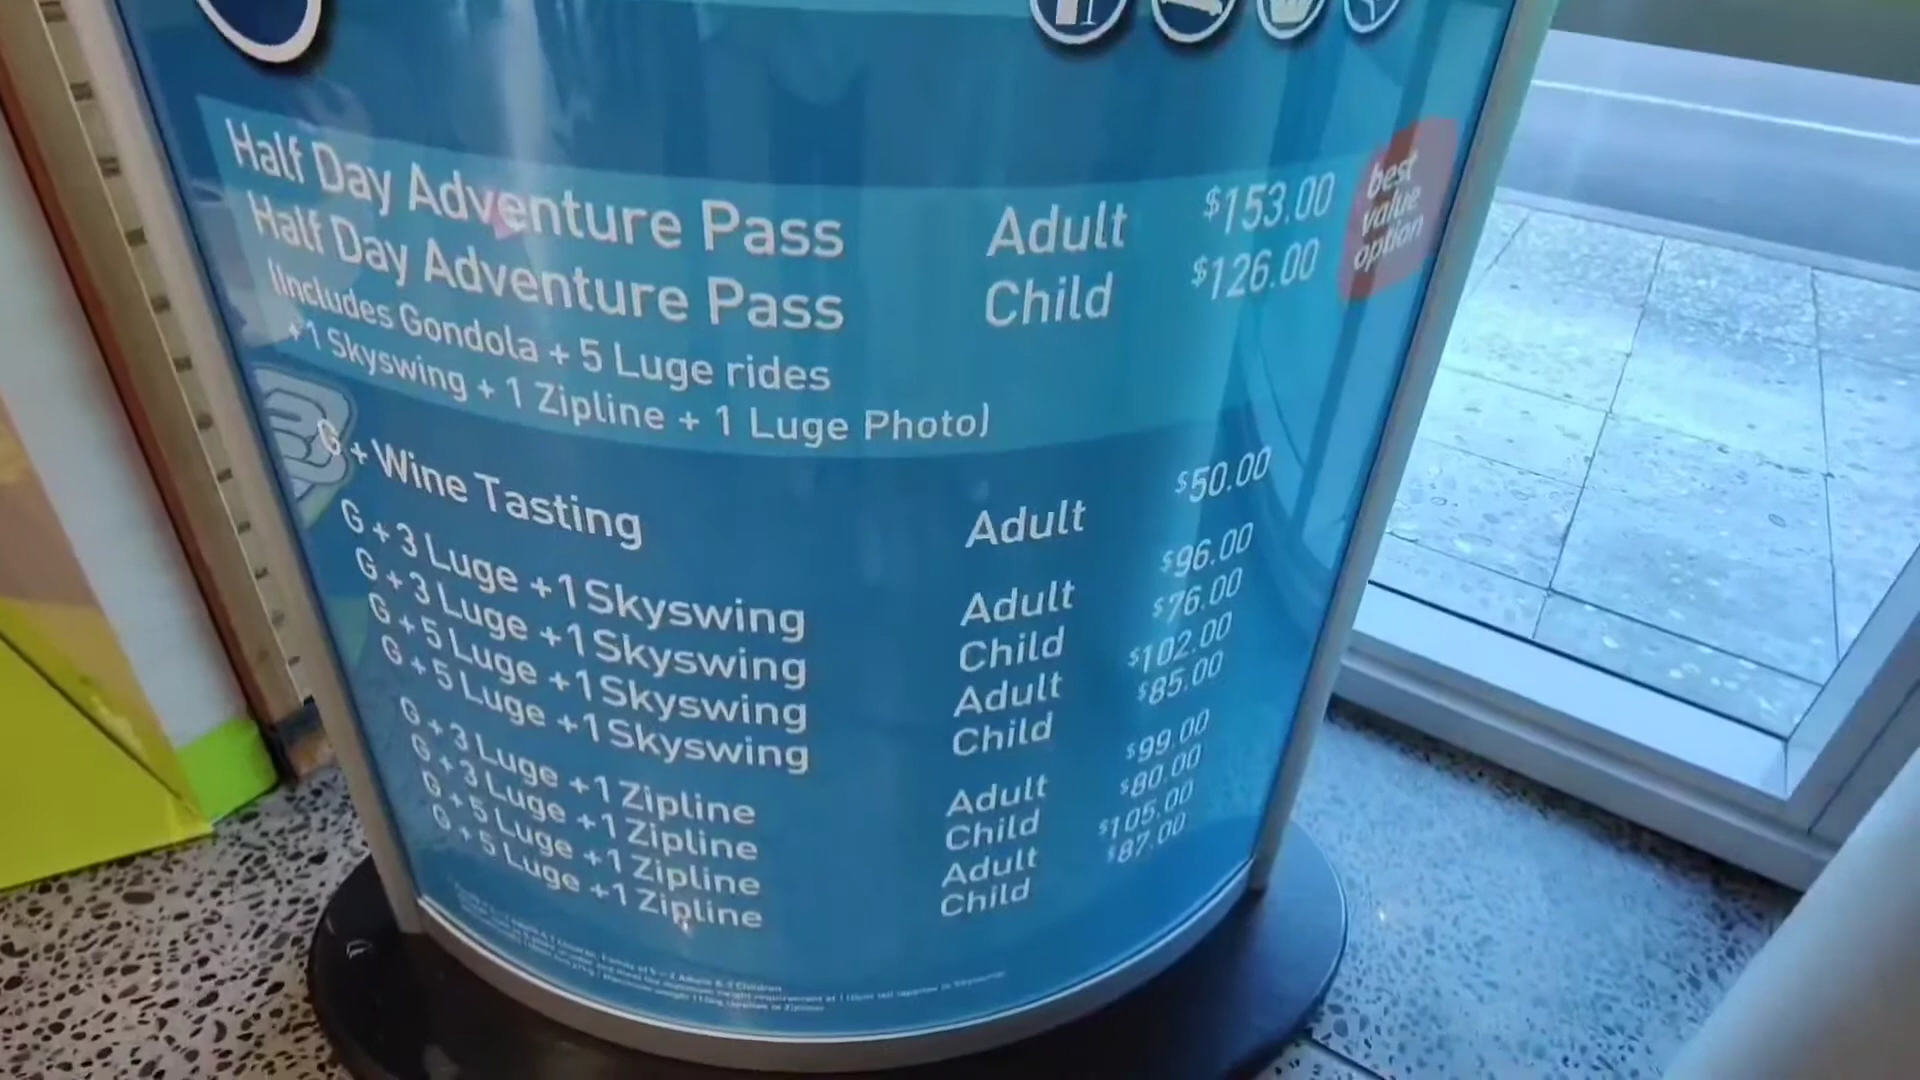 Half Day Adventure Pass Adult $153.00
Half Day Adventure Pass Child $126.00
best
value
option
(Includes Gondola + 5 Luge rides
+ 1 Skyswing + 1 Zipline + 1 Luge Photo)
G + Wine Tasting Adult $50.00
G + 3 Luge + 1 Skyswing Adult $96.00
G + 3 Luge + 1 Skyswing Child $76.00
G + 5 Luge + 1 Skyswing Adult $102.00
G + 5 Luge + 1 Skyswing Child $85.00
G + 3 Luge + 1 Zipline Adult $99.00
G + 3 Luge + 1 Zipline Child $80.00
G + 5 Luge + 1 Zipline Adult $105.00
G + 5 Luge + 1 Zipline Child $87.00